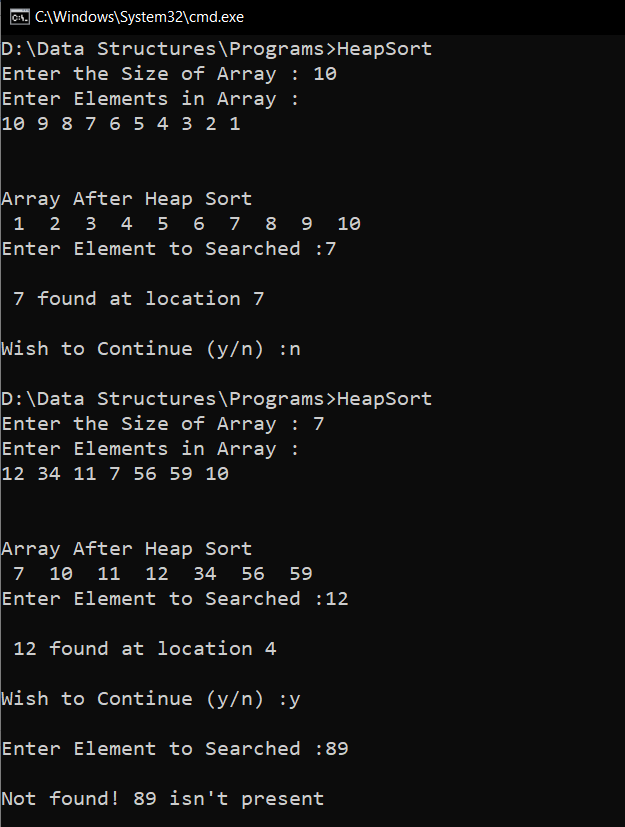 C:\Windows\System32\cmd.exe
D:\Data Structures\Programs>HeapSort
Enter the Size of Array : 10
Enter Elements in Array :
10 9 8 7 6 5 4 3 2 1
Array After Heap Sort
1  2  3  4  5  6  7  8  9  10
Enter Element to Searched :7
7 found at location 7
Wish to Continue (y/n) :n
D:\Data Structures\Programs>HeapSort
Enter the Size of Array : 7
Enter Elements in Array :
12 34 11 7 56 59 10
Array After Heap Sort
7  10  11  12  34  56  59
Enter Element to Searched :12
12 found at location 4
Wish to Continue (y/n) :y
Enter Element to Searched :89
Not found! 89 isn't present